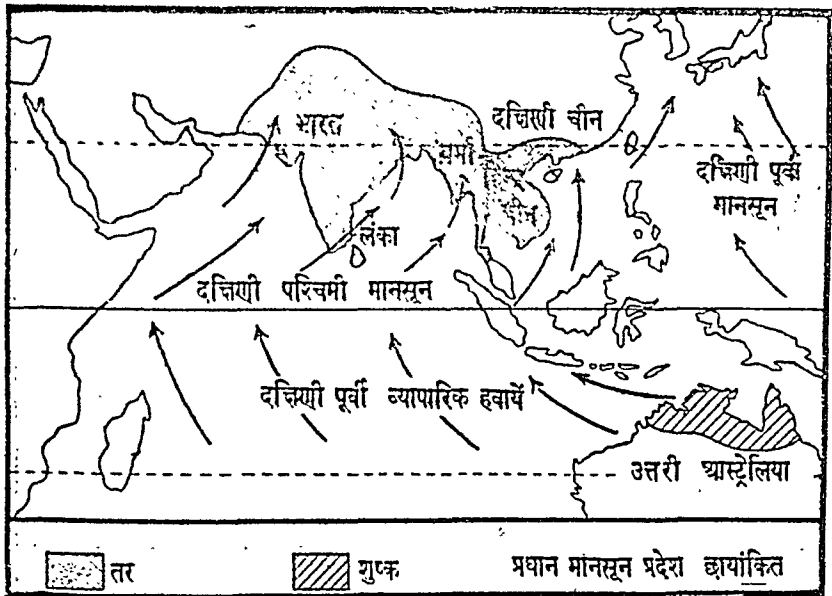 भारत
दक्षिणी चीन
बर्मा
दक्षिणी पूर्वी
मानसून
चीन
लंका
दक्षिणी पश्चिमी मानसून
दक्षिणी पूर्वी व्यापारिक हवायें
उत्तरी आस्ट्रेलिया
तर
शुष्क
प्रधान मानसून प्रदेश छायांकित